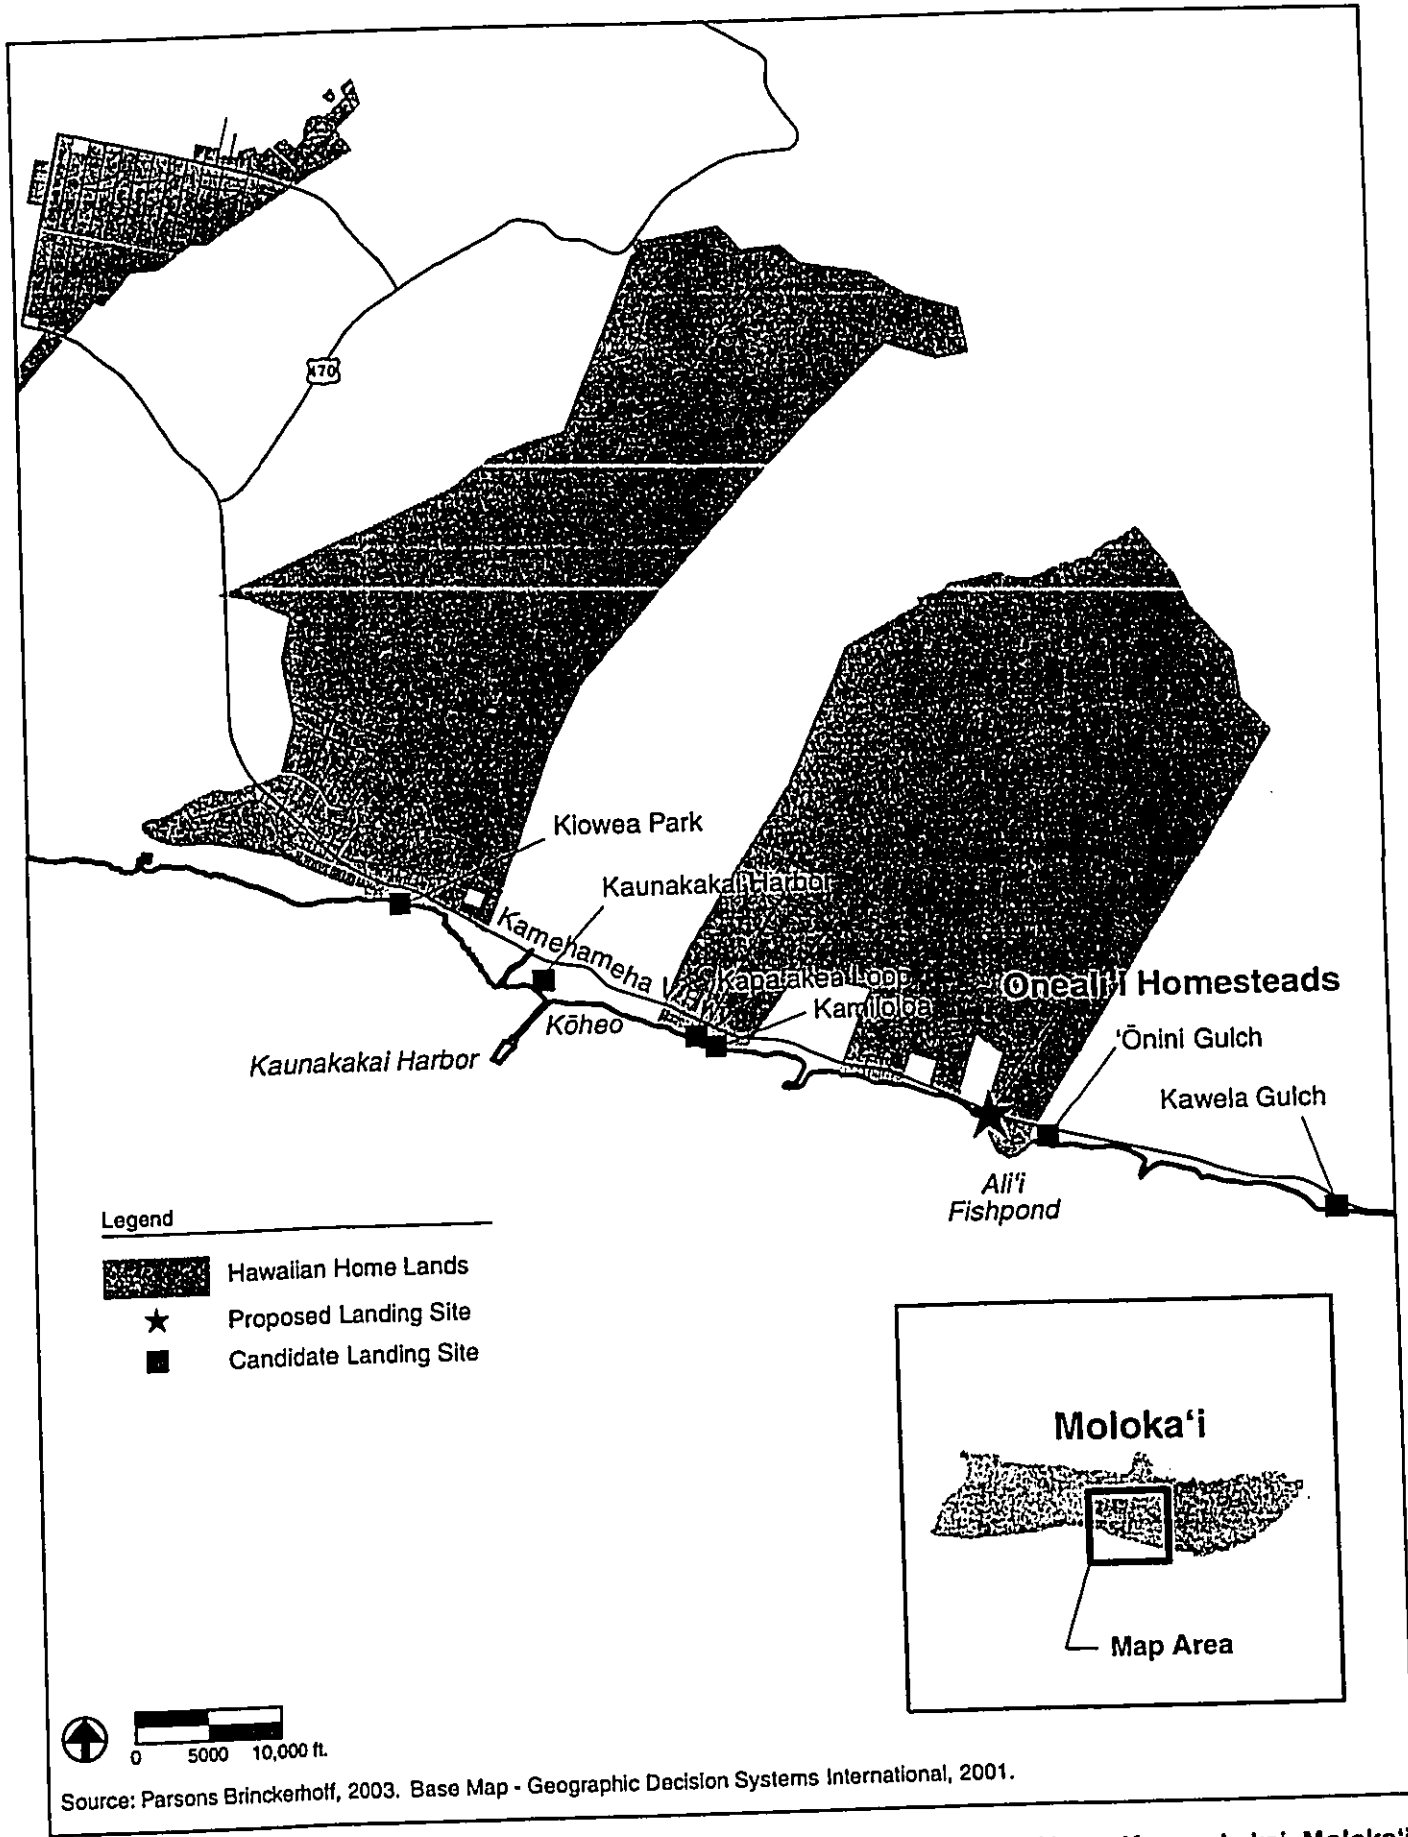 470
Kiowea Park
Kaunakakai Harbor
Kamehameha V Hwy
Kapa'akea Loop
Kamiloloa
Oneali'i Homesteads
Kōheo
Kaunakakai Harbor
'Ōnini Gulch
Kawela Gulch
Ali'i
Fishpond
Legend
Hawaiian Home Lands
Proposed Landing Site
Candidate Landing Site
Moloka'i
Map Area
0 5000 10,000 ft.
Source: Parsons Brinckerhoff, 2003. Base Map - Geographic Decision Systems International, 2001.